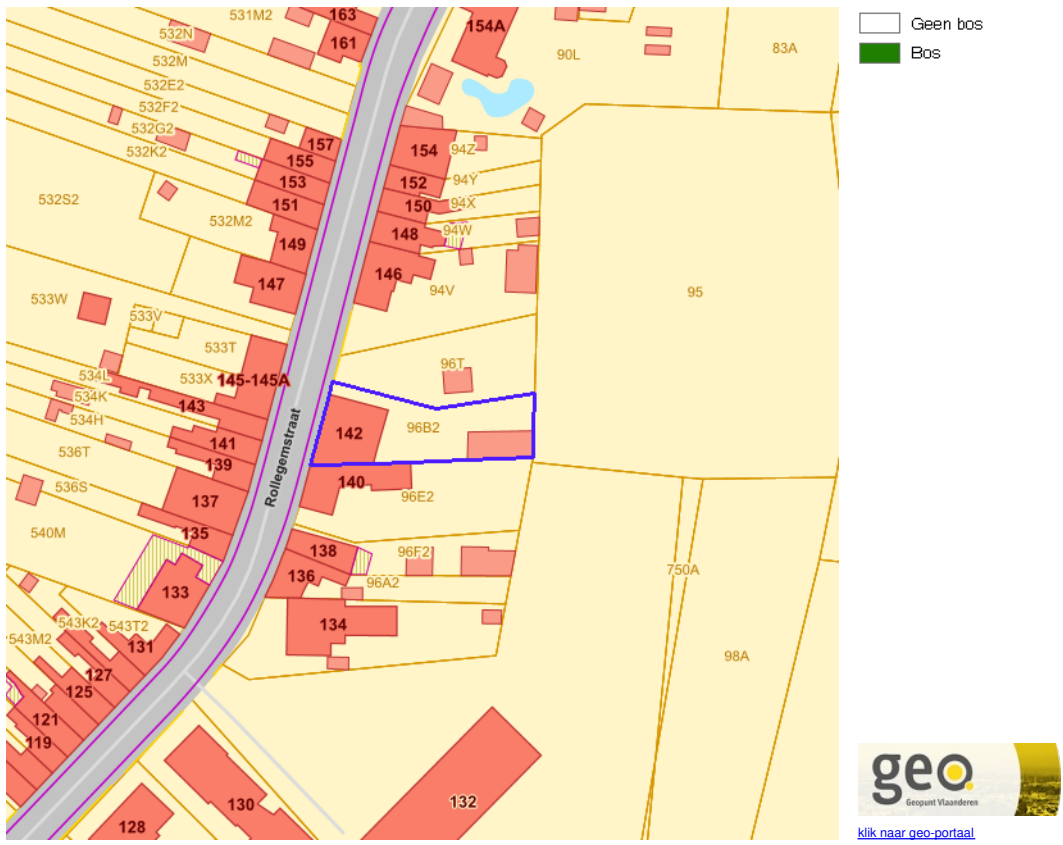 531M2
163
154A
532N
161
83A
90L
532M
532E2
532F2
532G2
532K2
157
155
154
94Z
153
152
94Y
151
150
94X
532S2
532M2
149
148
94W
147
146
94V
95
533W
533V
533T
96T
534L
533X
145-145A
534K
143
534H
142
96B2
141
536T
139
140
536S
137
96E2
Rollegemstraat
540M
135
138
96F2
136
96A2
750A
133
543K2
543T2
134
543M2
131
127
98A
125
121
119
130
132
128
Geen bos
Bos
geo.
Geopunt Vlaanderen
klik naar geo-portaal